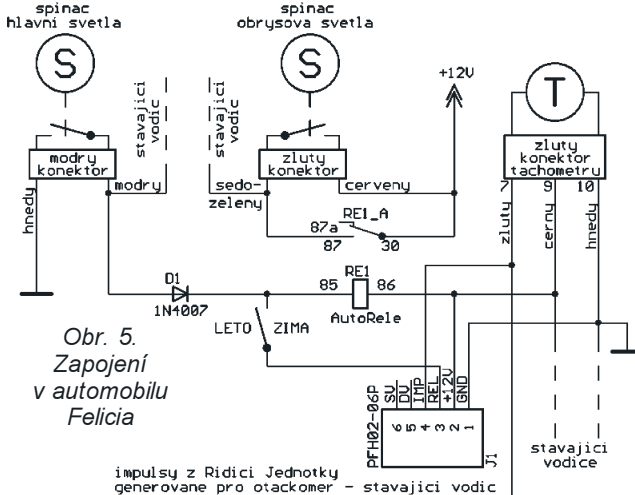 spinac
hlavní svetla
spinac
obrysova svetla
S
S
+12V
T
stavajici
vodic
stavajici
vodic
modry
konektor
zluty
konektor
zluty
konektor
tachometru
modry
sedo-
zeleny
cerveny
7
9
10
hnedy
RE1_A
87a
87
30
zluty
cerny
hnedy
D1
1N4007
85
RE1
86
AutoRele
LETO
ZIMA
Obr. 5.
Zapojení
v automobilu
Felicia
PFH02-06P
SV
DV
IMP
REL
+12V
GND
6
5
4
3
2
1
J1
stavajici
vodice
impulsy z Ridici Jednotky
generovane pro otackomer - stavajici vodic